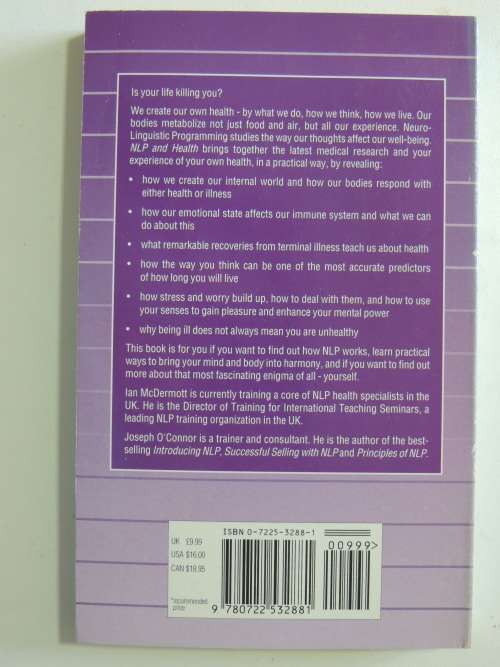 Is your life killing you?
We create our own health - by what we do, how we think, how we live. Our
bodies metabolize not just food and air, but all our experience. Neuro-
Linguistic Programming studies the way our thoughts affect our well-being.
NLP and Health brings together the latest medical research and your
experience of your own health, in a practical way, by revealing:
• how we create our internal world and how our bodies respond with
either health or illness
• how our emotional state affects our immune system and what we can
do about this
• what remarkable recoveries from terminal illness teach us about health
• how the way you think can be one of the most accurate predictors
of how long you will live
• how stress and worry build up, how to deal with them, and how to use
your senses to gain pleasure and enhance your mental power
• why being ill does not always mean you are unhealthy
This book is for you if you want to find out how NLP works, learn practical
ways to bring your mind and body into harmony, and if you want to find out
more about that most fascinating enigma of all - yourself.
Ian McDermott is currently training a core of NLP health specialists in the
UK. He is the Director of Training for International Teaching Seminars, a
leading NLP training organization in the UK.
Joseph O'Connor is a trainer and consultant. He is the author of the best-
selling Introducing NLP, Successful Selling with NLP and Principles of NLP.
ISBN 0-7225-3288-1
UK £9.99
USA $16.00
CAN $18.95
*recommended
price
00999>
9 780722 532881